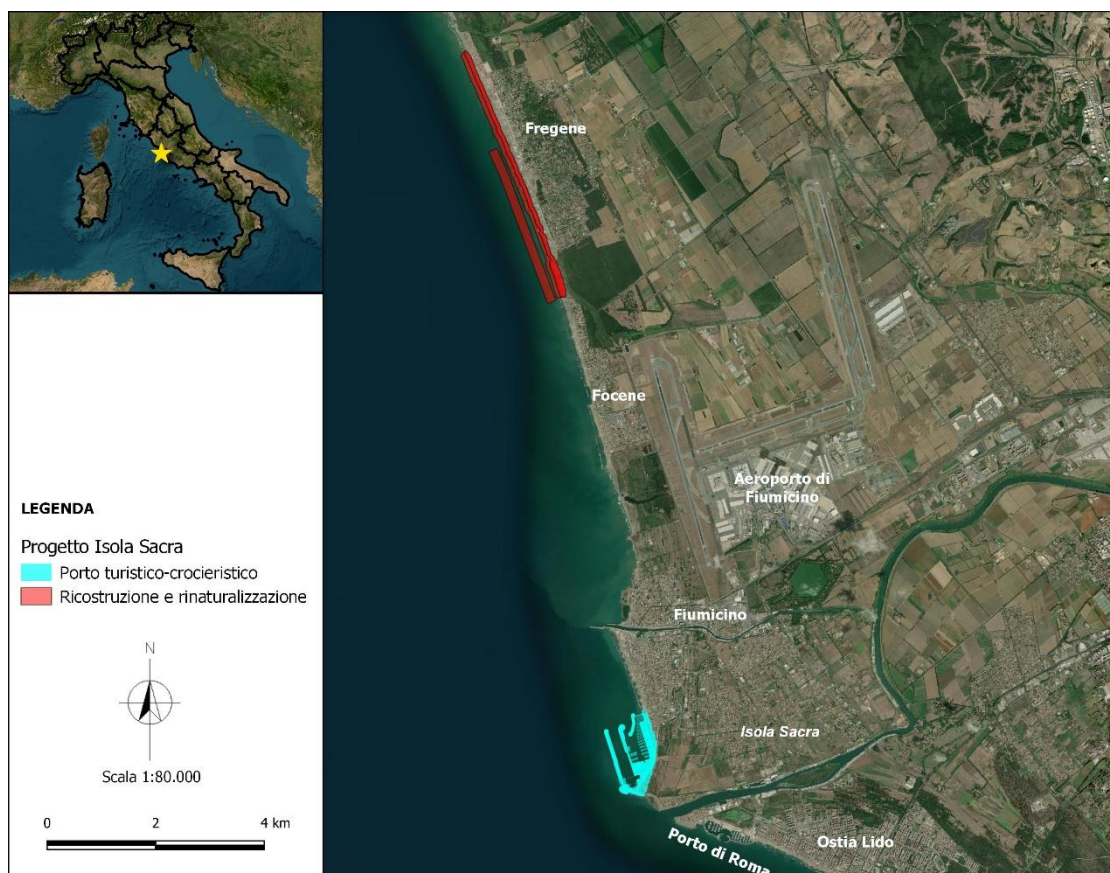 LEGENDA
Progetto Isola Sacra
Porto turistico-crocieristico
Ricostruzione e rinaturalizzazione
N
Scala 1:80.000
0 2 4 km
Fregene
Focene
Aeroporto di
Fiumicino
Fiumicino
Isola Sacra
Porto di Roma
Ostia Lido